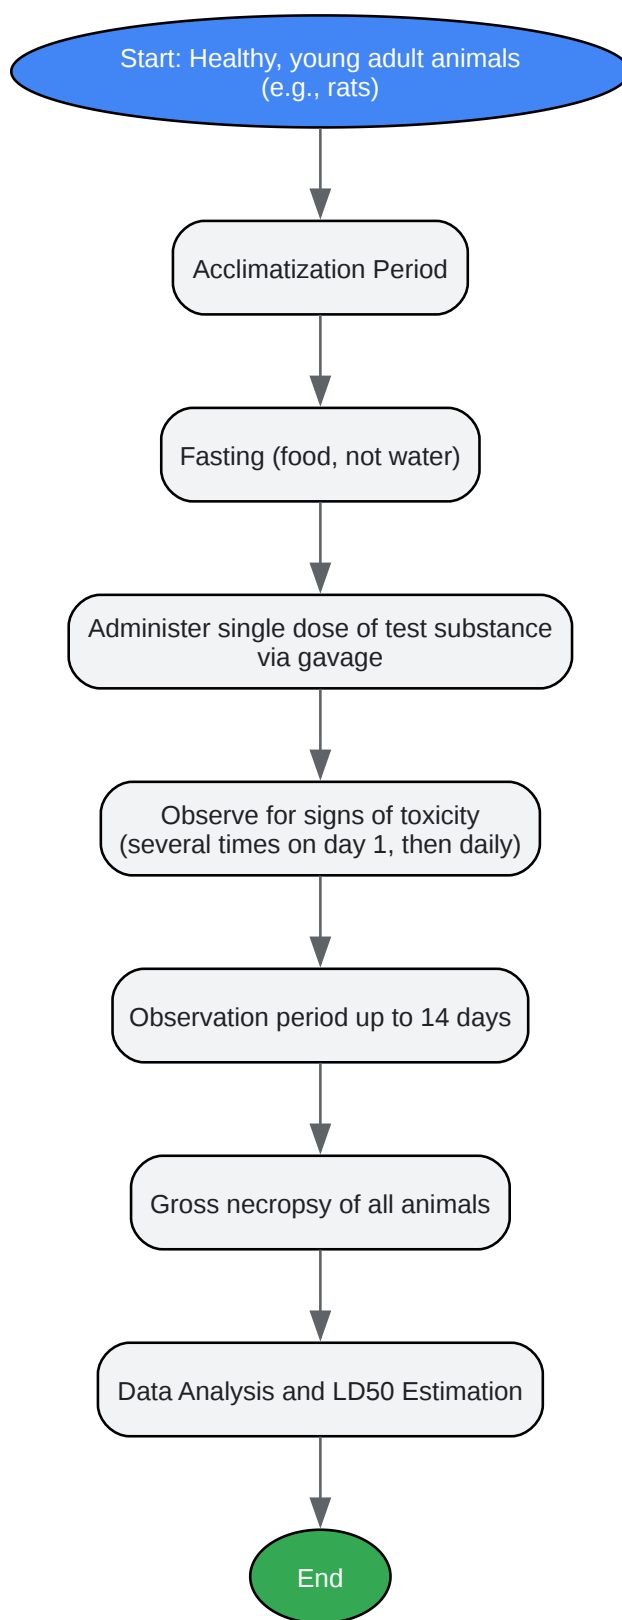 Start: Healthy, young adult animals
(e.g., rats)
Acclimatization Period
Fasting (food, not water)
Administer single dose of test substance
via gavage
Observe for signs of toxicity
(several times on day 1, then daily)
Observation period up to 14 days
Gross necropsy of all animals
Data Analysis and LD50 Estimation
End